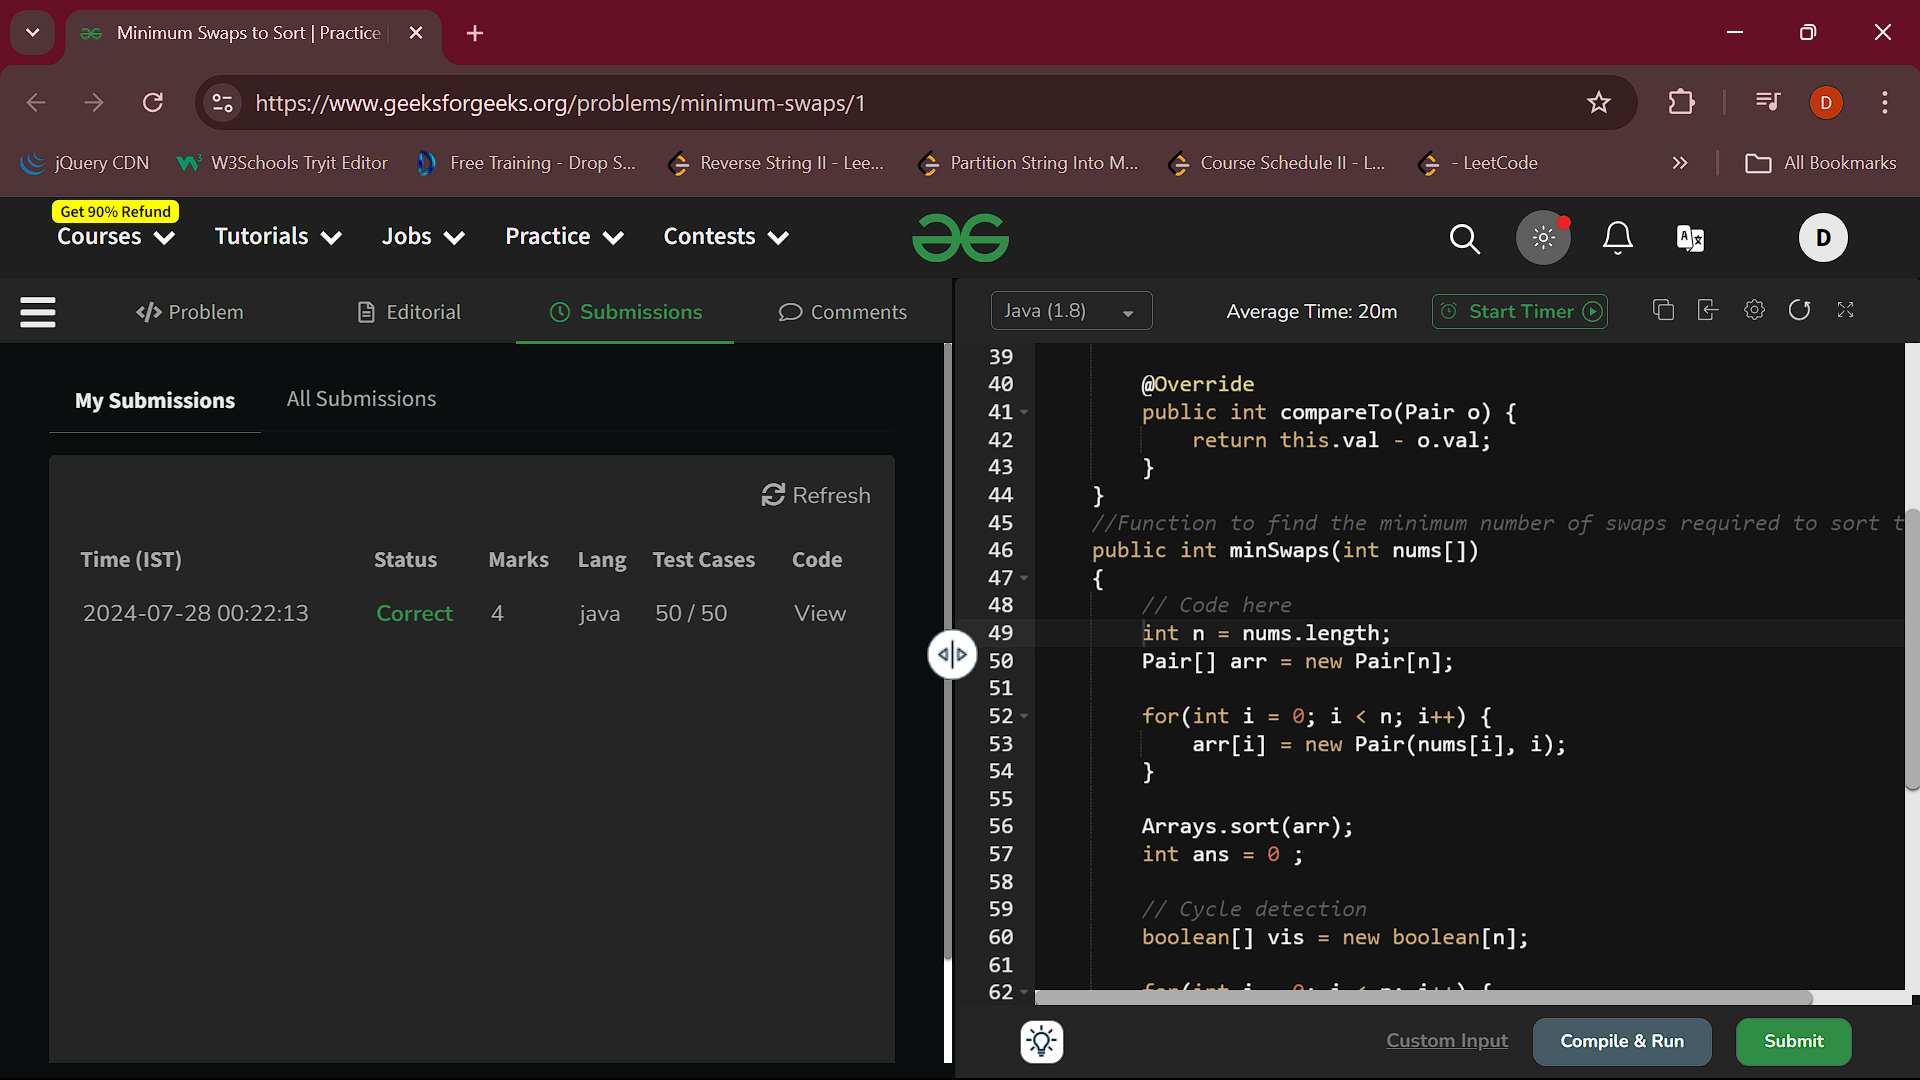 Minimum Swaps to Sort | Practice
https://www.geeksforgeeks.org/problems/minimum-swaps/1
D
jQuery CDN
W3Schools Tryit Editor
Free Training - Drop S...
Reverse String II - Lee...
Partition String Into M...
Course Schedule II - L...
- LeetCode
All Bookmarks
Get 90% Refund
Courses
Tutorials
Jobs
Practice
Contests
D
</> Problem
Editorial
Submissions
Comments
Java (1.8)
Average Time: 20m
Start Timer
My Submissions
All Submissions
Refresh
Time (IST) Status Marks Lang Test Cases Code
2024-07-28 00:22:13 Correct 4 java 50 / 50 View
39
40 @Override
41 public int compareTo(Pair o) {
42 return this.val - o.val;
43 }
44 }
45 //Function to find the minimum number of swaps required to sort t
46 public int minSwaps(int nums[])
47 {
48 // Code here
49 int n = nums.length;
50 Pair[] arr = new Pair[n];
51
52 for(int i = 0; i < n; i++) {
53 arr[i] = new Pair(nums[i], i);
54 }
55
56 Arrays.sort(arr);
57 int ans = 0 ;
58
59 // Cycle detection
60 boolean[] vis = new boolean[n];
61
62 for(int i = 0; i < n; i++) {
Custom Input
Compile & Run
Submit